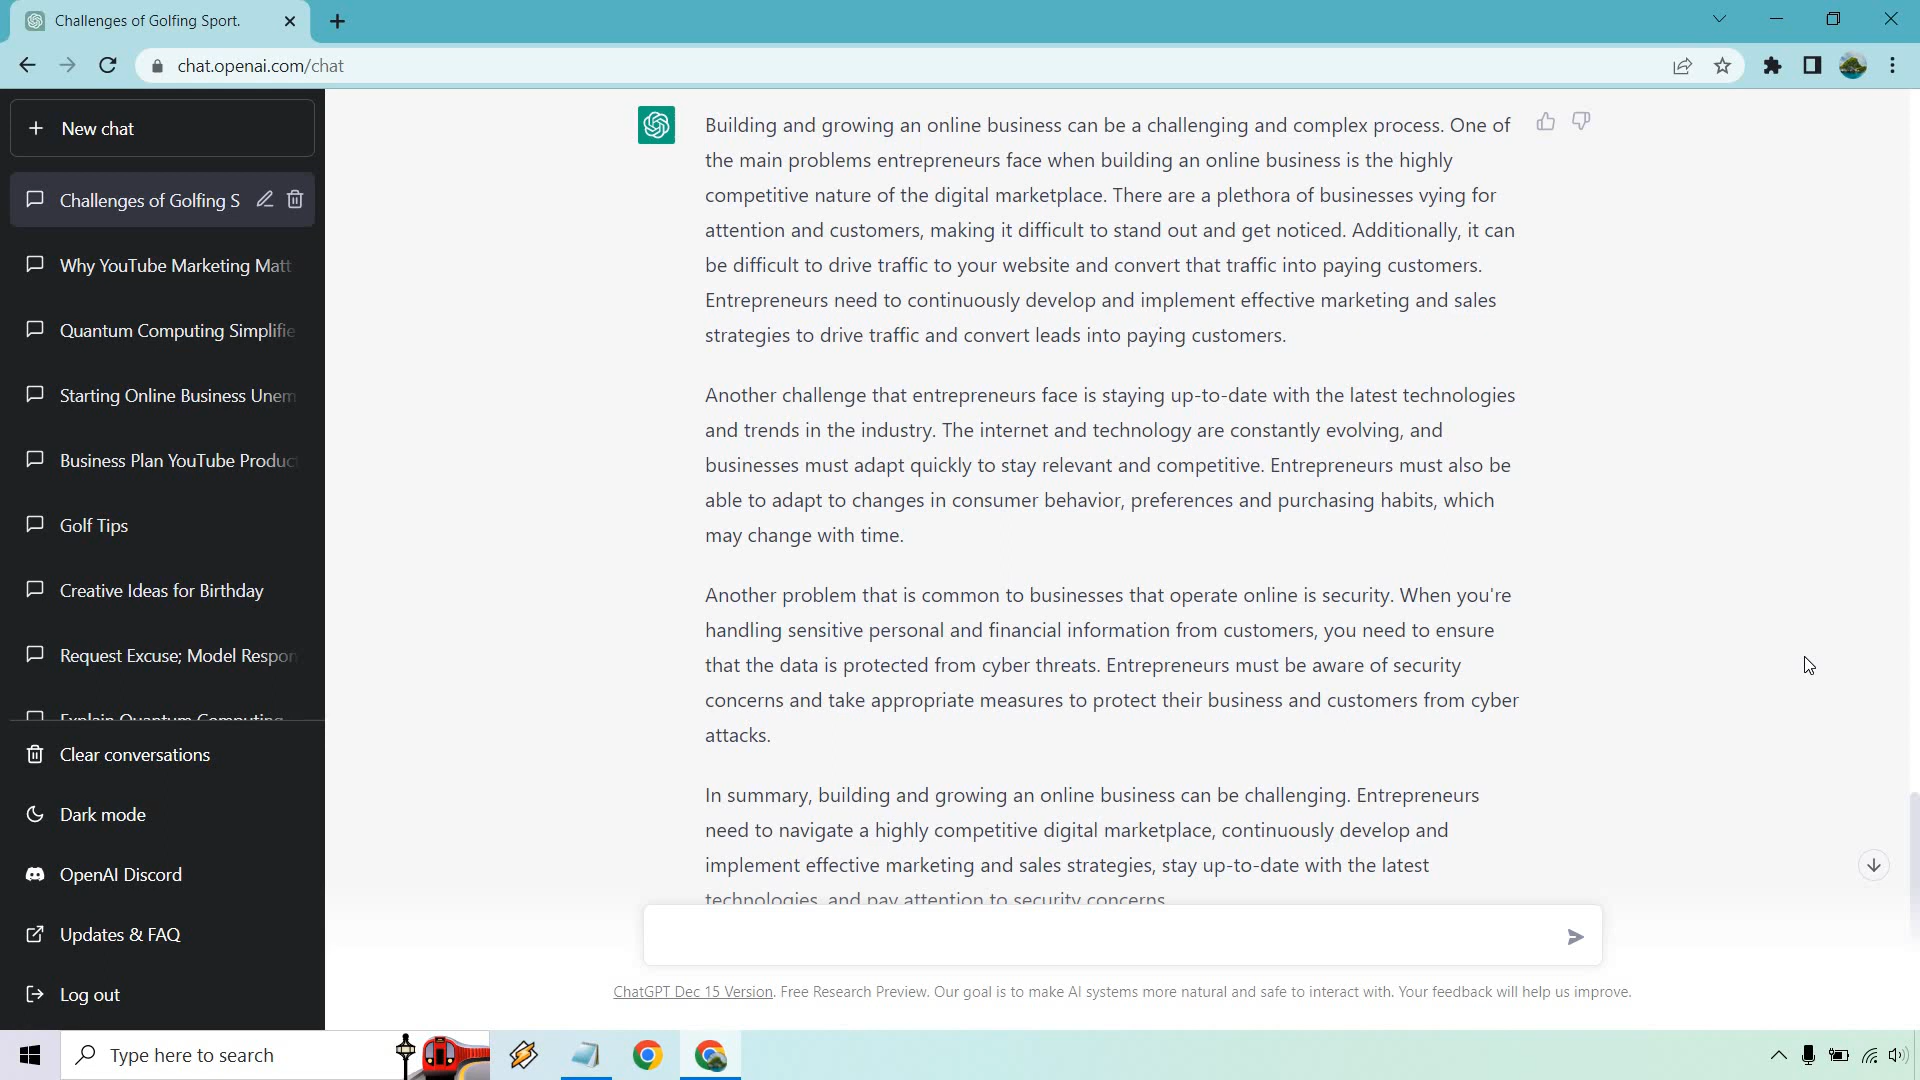 Challenges of Golfing Sport.
chat.openai.com/chat
New chat
Challenges of Golfing S
Why YouTube Marketing Matt
Quantum Computing Simplifie
Starting Online Business Unem
Business Plan YouTube Produc
Golf Tips
Creative Ideas for Birthday
Request Excuse; Model Respon
Explain Quantum Computing
Clear conversations
Dark mode
OpenAI Discord
Updates & FAQ
Log out
Building and growing an online business can be a challenging and complex process. One of
the main problems entrepreneurs face when building an online business is the highly
competitive nature of the digital marketplace. There are a plethora of businesses vying for
attention and customers, making it difficult to stand out and get noticed. Additionally, it can
be difficult to drive traffic to your website and convert that traffic into paying customers.
Entrepreneurs need to continuously develop and implement effective marketing and sales
strategies to drive traffic and convert leads into paying customers.
Another challenge that entrepreneurs face is staying up-to-date with the latest technologies
and trends in the industry. The internet and technology are constantly evolving, and
businesses must adapt quickly to stay relevant and competitive. Entrepreneurs must also be
able to adapt to changes in consumer behavior, preferences and purchasing habits, which
may change with time.
Another problem that is common to businesses that operate online is security. When you're
handling sensitive personal and financial information from customers, you need to ensure
that the data is protected from cyber threats. Entrepreneurs must be aware of security
concerns and take appropriate measures to protect their business and customers from cyber
attacks.
In summary, building and growing an online business can be challenging. Entrepreneurs
need to navigate a highly competitive digital marketplace, continuously develop and
implement effective marketing and sales strategies, stay up-to-date with the latest
technologies, and pay attention to security concerns.
ChatGPT Dec 15 Version. Free Research Preview. Our goal is to make AI systems more natural and safe to interact with. Your feedback will help us improve.
Type here to search